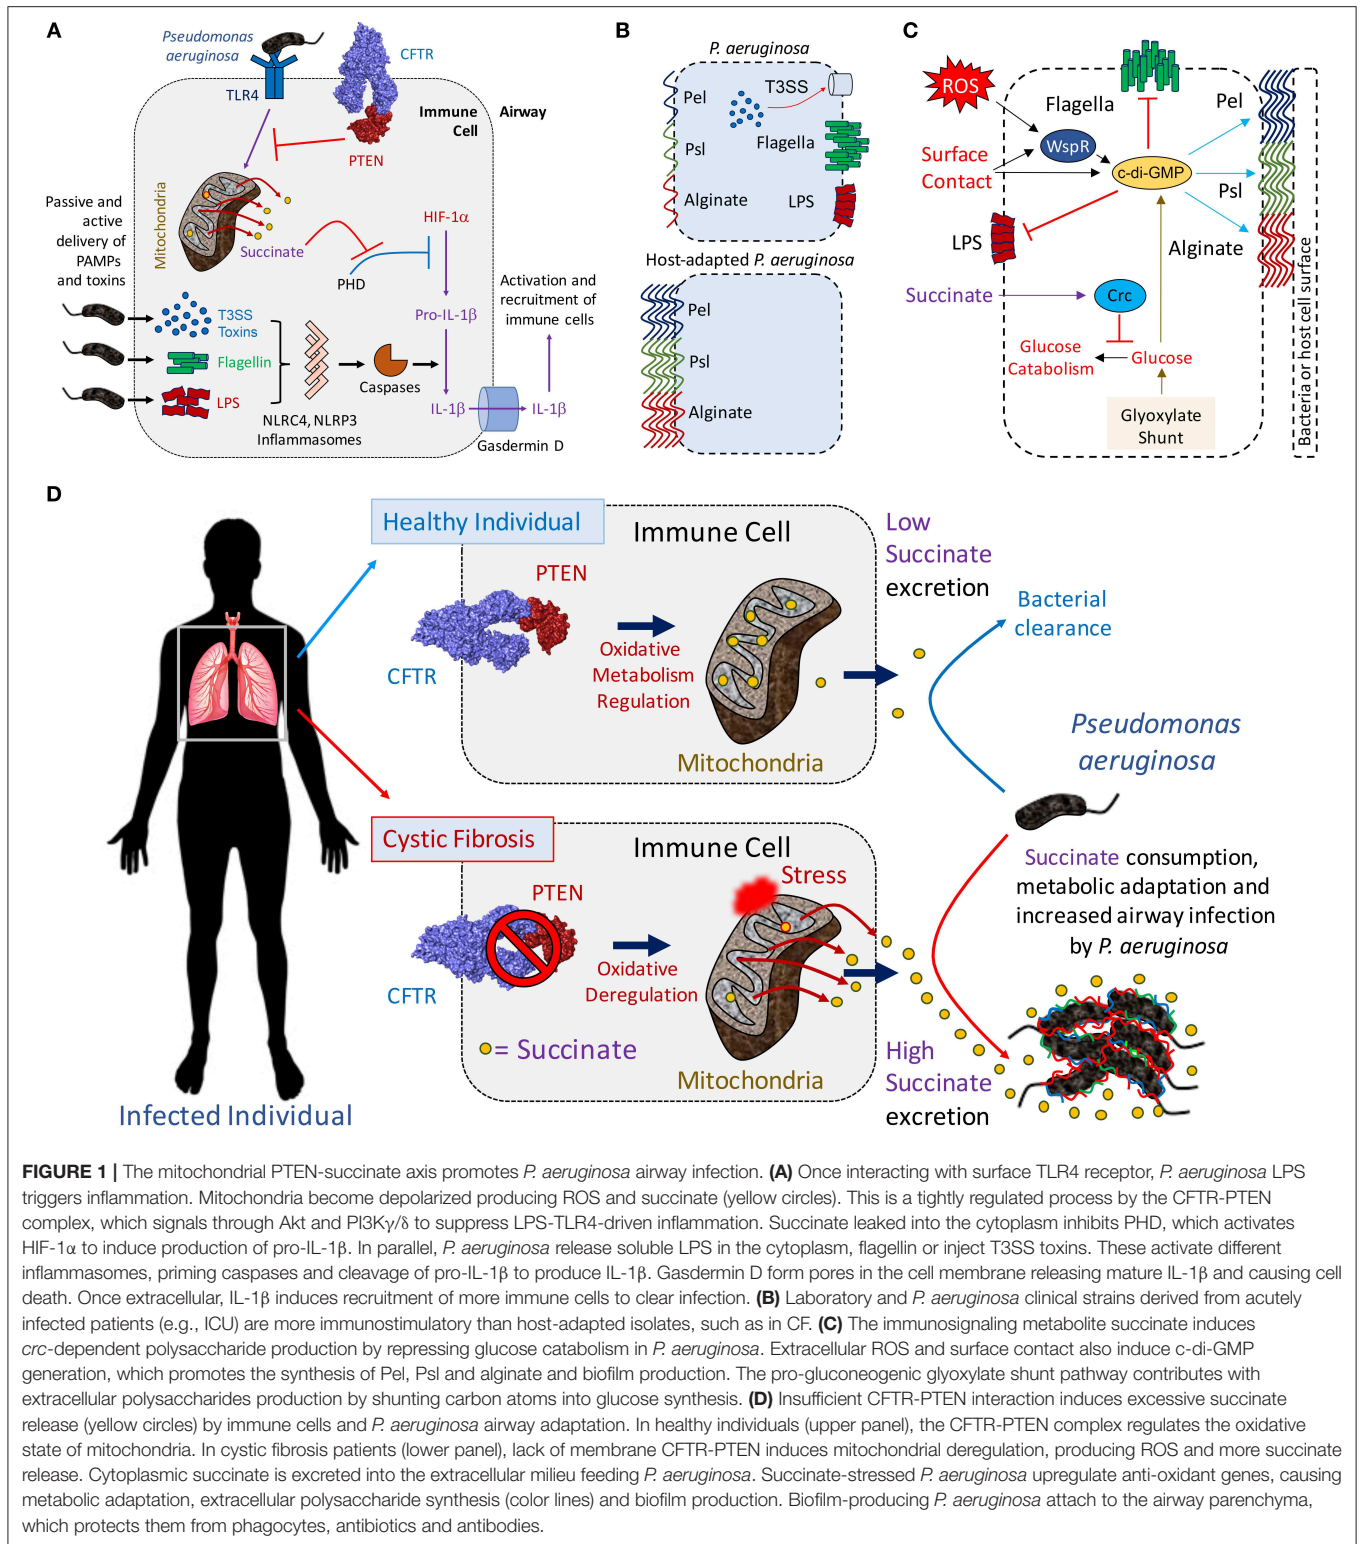 A
Pseudomonas
aeruginosa
CFTR
TLR4
Immune
Cell
Airway
PTEN
Mitochondria
Passive and
active
delivery of
PAMPs
and toxins
Succinate
HIF-1α
PHD
Activation and
recruitment of
immune cells
Pro-IL-1β
T3SS
Toxins
Flagellin
LPS
NLRC4, NLRP3
Inflammasomes
Caspases
IL-1β
IL-1β
Gasdermin D
B
P. aeruginosa
Pel
T3SS
Psl
Flagella
Alginate
LPS
Host-adapted P. aeruginosa
Pel
Psl
Alginate
C
ROS
Flagella
Pel
WspR
Surface
Contact
c-di-GMP
Psl
LPS
Alginate
Succinate
Crc
Glucose
Catabolism
Glucose
Glyoxylate
Shunt
Bacteria or host cell surface
D
Healthy Individual
Immune Cell
Low
Succinate
excretion
PTEN
CFTR
Oxidative
Metabolism
Regulation
Mitochondria
Bacterial
clearance
Pseudomonas
aeruginosa
Cystic Fibrosis
Immune Cell
Stress
PTEN
CFTR
Oxidative
Deregulation
= Succinate
Mitochondria
High
Succinate
excretion
Succinate consumption,
metabolic adaptation and
increased airway infection
by P. aeruginosa
Infected Individual
FIGURE 1 | The mitochondrial PTEN-succinate axis promotes P. aeruginosa airway infection. (A) Once interacting with surface TLR4 receptor, P. aeruginosa LPS
triggers inflammation. Mitochondria become depolarized producing ROS and succinate (yellow circles). This is a tightly regulated process by the CFTR-PTEN
complex, which signals through Akt and PI3Kγ/δ to suppress LPS-TLR4-driven inflammation. Succinate leaked into the cytoplasm inhibits PHD, which activates
HIF-1α to induce production of pro-IL-1β. In parallel, P. aeruginosa release soluble LPS in the cytoplasm, flagellin or inject T3SS toxins. These activate different
inflammasomes, priming caspases and cleavage of pro-IL-1β to produce IL-1β. Gasdermin D form pores in the cell membrane releasing mature IL-1β and causing cell
death. Once extracellular, IL-1β induces recruitment of more immune cells to clear infection. (B) Laboratory and P. aeruginosa clinical strains derived from acutely
infected patients (e.g., ICU) are more immunostimulatory than host-adapted isolates, such as in CF. (C) The immunosignaling metabolite succinate induces
crc-dependent polysaccharide production by repressing glucose catabolism in P. aeruginosa. Extracellular ROS and surface contact also induce c-di-GMP
generation, which promotes the synthesis of Pel, Psl and alginate and biofilm production. The pro-gluconeogenic glyoxylate shunt pathway contributes with
extracellular polysaccharides production by shunting carbon atoms into glucose synthesis. (D) Insufficient CFTR-PTEN interaction induces excessive succinate
release (yellow circles) by immune cells and P. aeruginosa airway adaptation. In healthy individuals (upper panel), the CFTR-PTEN complex regulates the oxidative
state of mitochondria. In cystic fibrosis patients (lower panel), lack of membrane CFTR-PTEN induces mitochondrial deregulation, producing ROS and more succinate
release. Cytoplasmic succinate is excreted into the extracellular milieu feeding P. aeruginosa. Succinate-stressed P. aeruginosa upregulate anti-oxidant genes, causing
metabolic adaptation, extracellular polysaccharide synthesis (color lines) and biofilm production. Biofilm-producing P. aeruginosa attach to the airway parenchyma,
which protects them from phagocytes, antibiotics and antibodies.